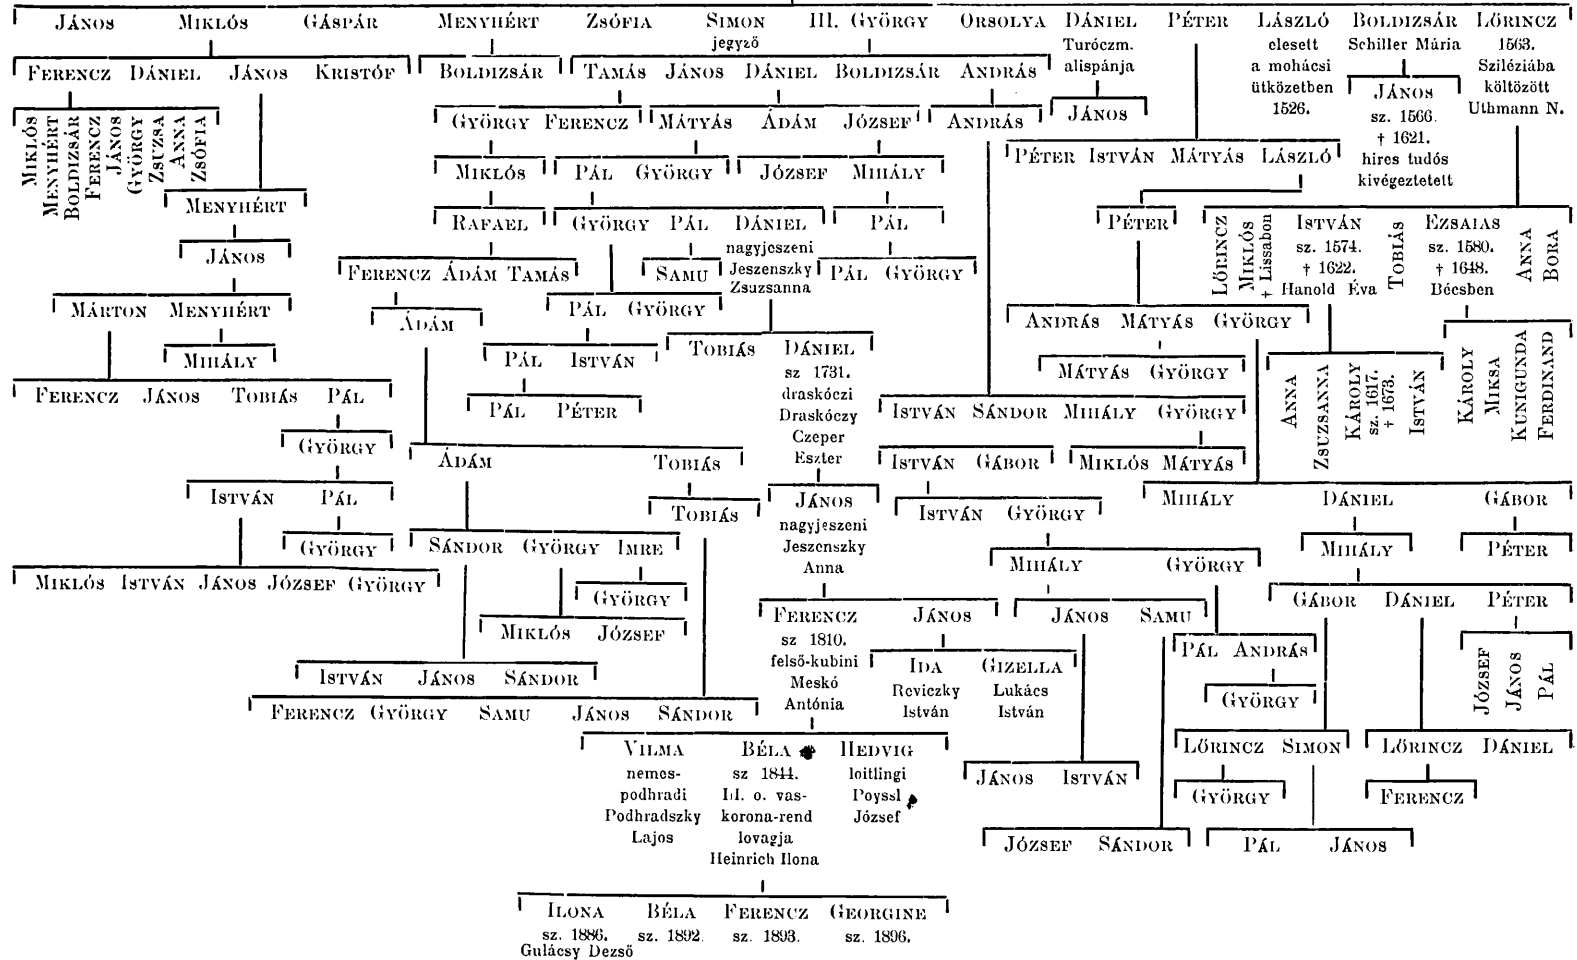 JÁNOS MIKLÓS GÁSPÁR MENYHÉRT ZSÓFIA SIMON III. GYÖRGY ORSOLYA DÁNIEL PÉTER LÁSZLÓ BOLDIZSÁR LŐRINCZ
jegyző Turóczm. elesett Schiller Mária 1563.
alispánja a mohácsi Sziléziába
ütközetben költözött
1526. Uthmann N.
FERENCZ DÁNIEL JÁNOS KRISTÓF BOLDIZSÁR TAMÁS JÁNOS DÁNIEL BOLDIZSÁR ANDRÁS
JÁNOS
sz. 1566.
† 1621.
hires tudós
kivégeztetett
MIKLÓS
MENYHÉRT
BOLDIZSÁR
FERENCZ
JÁNOS
GYÖRGY
ZSUZSA
ANNA
ZSÓFIA
GYÖRGY FERENCZ MÁTYÁS ÁDÁM JÓZSEF ANDRÁS JÁNOS
PÉTER ISTVÁN MÁTYÁS LÁSZLÓ
MIKLÓS PÁL GYÖRGY JÓZSEF MIHÁLY
MENYHÉRT
RAFAEL GYÖRGY PÁL DÁNIEL PÁL PÉTER
nagyjeszeni
Jeszenszky
Zsuzsanna
LŐRINCZ
MIKLÓS
† Lissabon
ISTVÁN
sz. 1574.
† 1622.
Hanold Éva
TOBIÁS
EZSAIAS
sz. 1580.
† 1648.
Bécsben
ANNA
BORA
JÁNOS
FERENCZ ÁDÁM TAMÁS SAMU PÁL GYÖRGY
MÁRTON MENYHÉRT PÁL GYÖRGY
ÁDÁM ANDRÁS MÁTYÁS GYÖRGY
MIHÁLY PÁL ISTVÁN TOBIÁS DÁNIEL
sz 1731.
draskóczi
Draskóczy
Czeper
Eszter
MÁTYÁS GYÖRGY
ANNA
ZSUZSANNA
KÁROLY
sz. 1617.
† 1673.
ISTVÁN
KÁROLY
MIKSA
KUNIGUNDA
FERDINAND
FERENCZ JÁNOS TOBIÁS PÁL
PÁL PÉTER ISTVÁN SÁNDOR MIHÁLY GYÖRGY
GYÖRGY
ÁDÁM TOBIÁS ISTVÁN GÁBOR MIKLÓS MÁTYÁS
ISTVÁN PÁL JÁNOS MIHÁLY DÁNIEL GÁBOR
nagyjeszeni
Jeszenszky
Anna
TOBIÁS ISTVÁN GYÖRGY
GYÖRGY SÁNDOR GYÖRGY IMRE MIHÁLY PÉTER
MIHÁLY GYÖRGY
MIKLÓS ISTVÁN JÁNOS JÓZSEF GYÖRGY
GYÖRGY GÁBOR DÁNIEL PÉTER
FERENCZ JÁNOS JÁNOS SAMU
sz 1810.
felső-kubini
Meskó
Antónia
MIKLÓS JÓZSEF
PÁL ANDRÁS
JÓZSEF
JÁNOS
PÁL
IDA GIZELLA
Reviczky Lukács
István István
ISTVÁN JÁNOS SÁNDOR
GYÖRGY
FERENCZ GYÖRGY SAMU JÁNOS SÁNDOR
VILMA BÉLA HEDVIG LŐRINCZ SIMON LŐRINCZ DÁNIEL
nemes- sz 1844. loitlingi
podhradi III. o. vas- Poyssl
Podhradszky korona-rend József
Lajos lovagja
Heinrich Ilona
JÁNOS ISTVÁN
GYÖRGY FERENCZ
JÓZSEF SÁNDOR PÁL JÁNOS
ILONA BÉLA FERENCZ GEORGINE
sz. 1886. sz. 1892. sz. 1893. sz. 1896.
Gulácsy Dezső